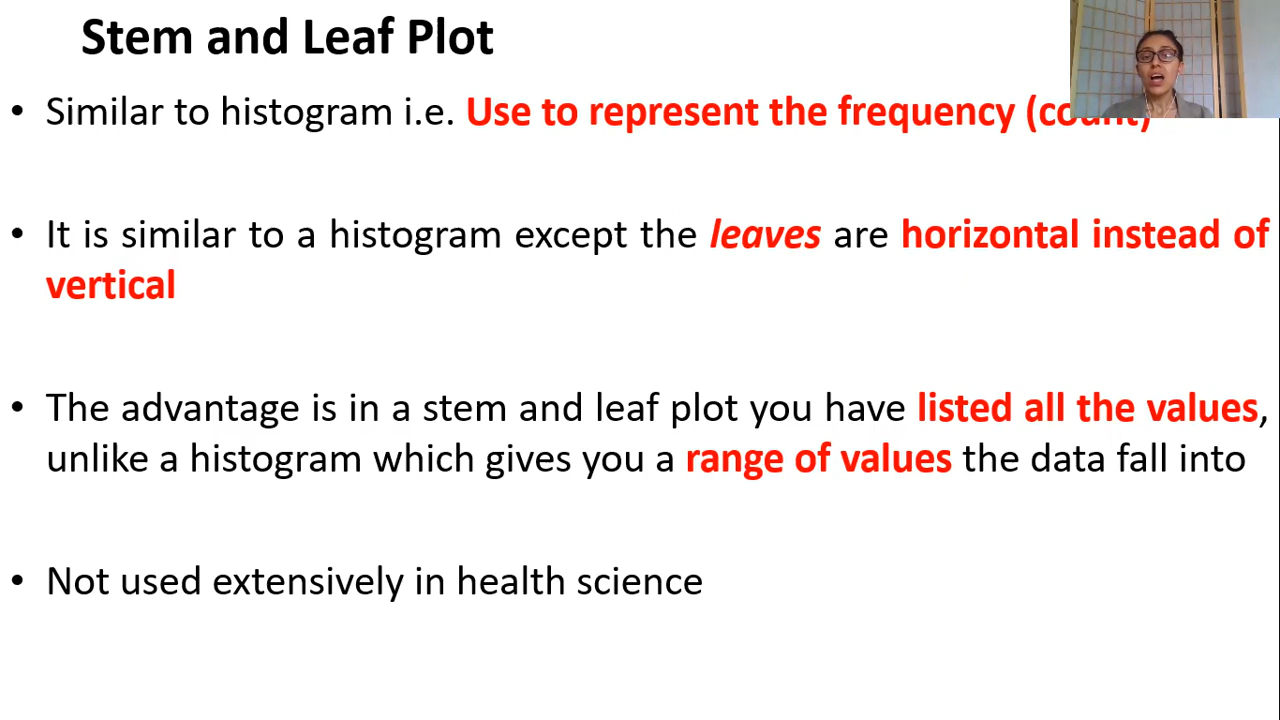 Stem and Leaf Plot
• Similar to histogram i.e. Use to represent the frequency (count)
• It is similar to a histogram except the leaves are horizontal instead of
vertical
• The advantage is in a stem and leaf plot you have listed all the values,
unlike a histogram which gives you a range of values the data fall into
• Not used extensively in health science